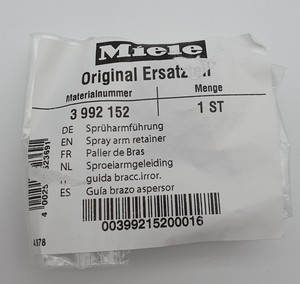 Miele
Original Ersatz
Materialnummer Menge
3 992 152 1 ST
DE Sprüharmführung
EN Spray arm retainer
FR Palier de Bras
NL Sproeiarmgeleiding
guida bracc.irror.
ES Guía brazo aspersor
00399215200016